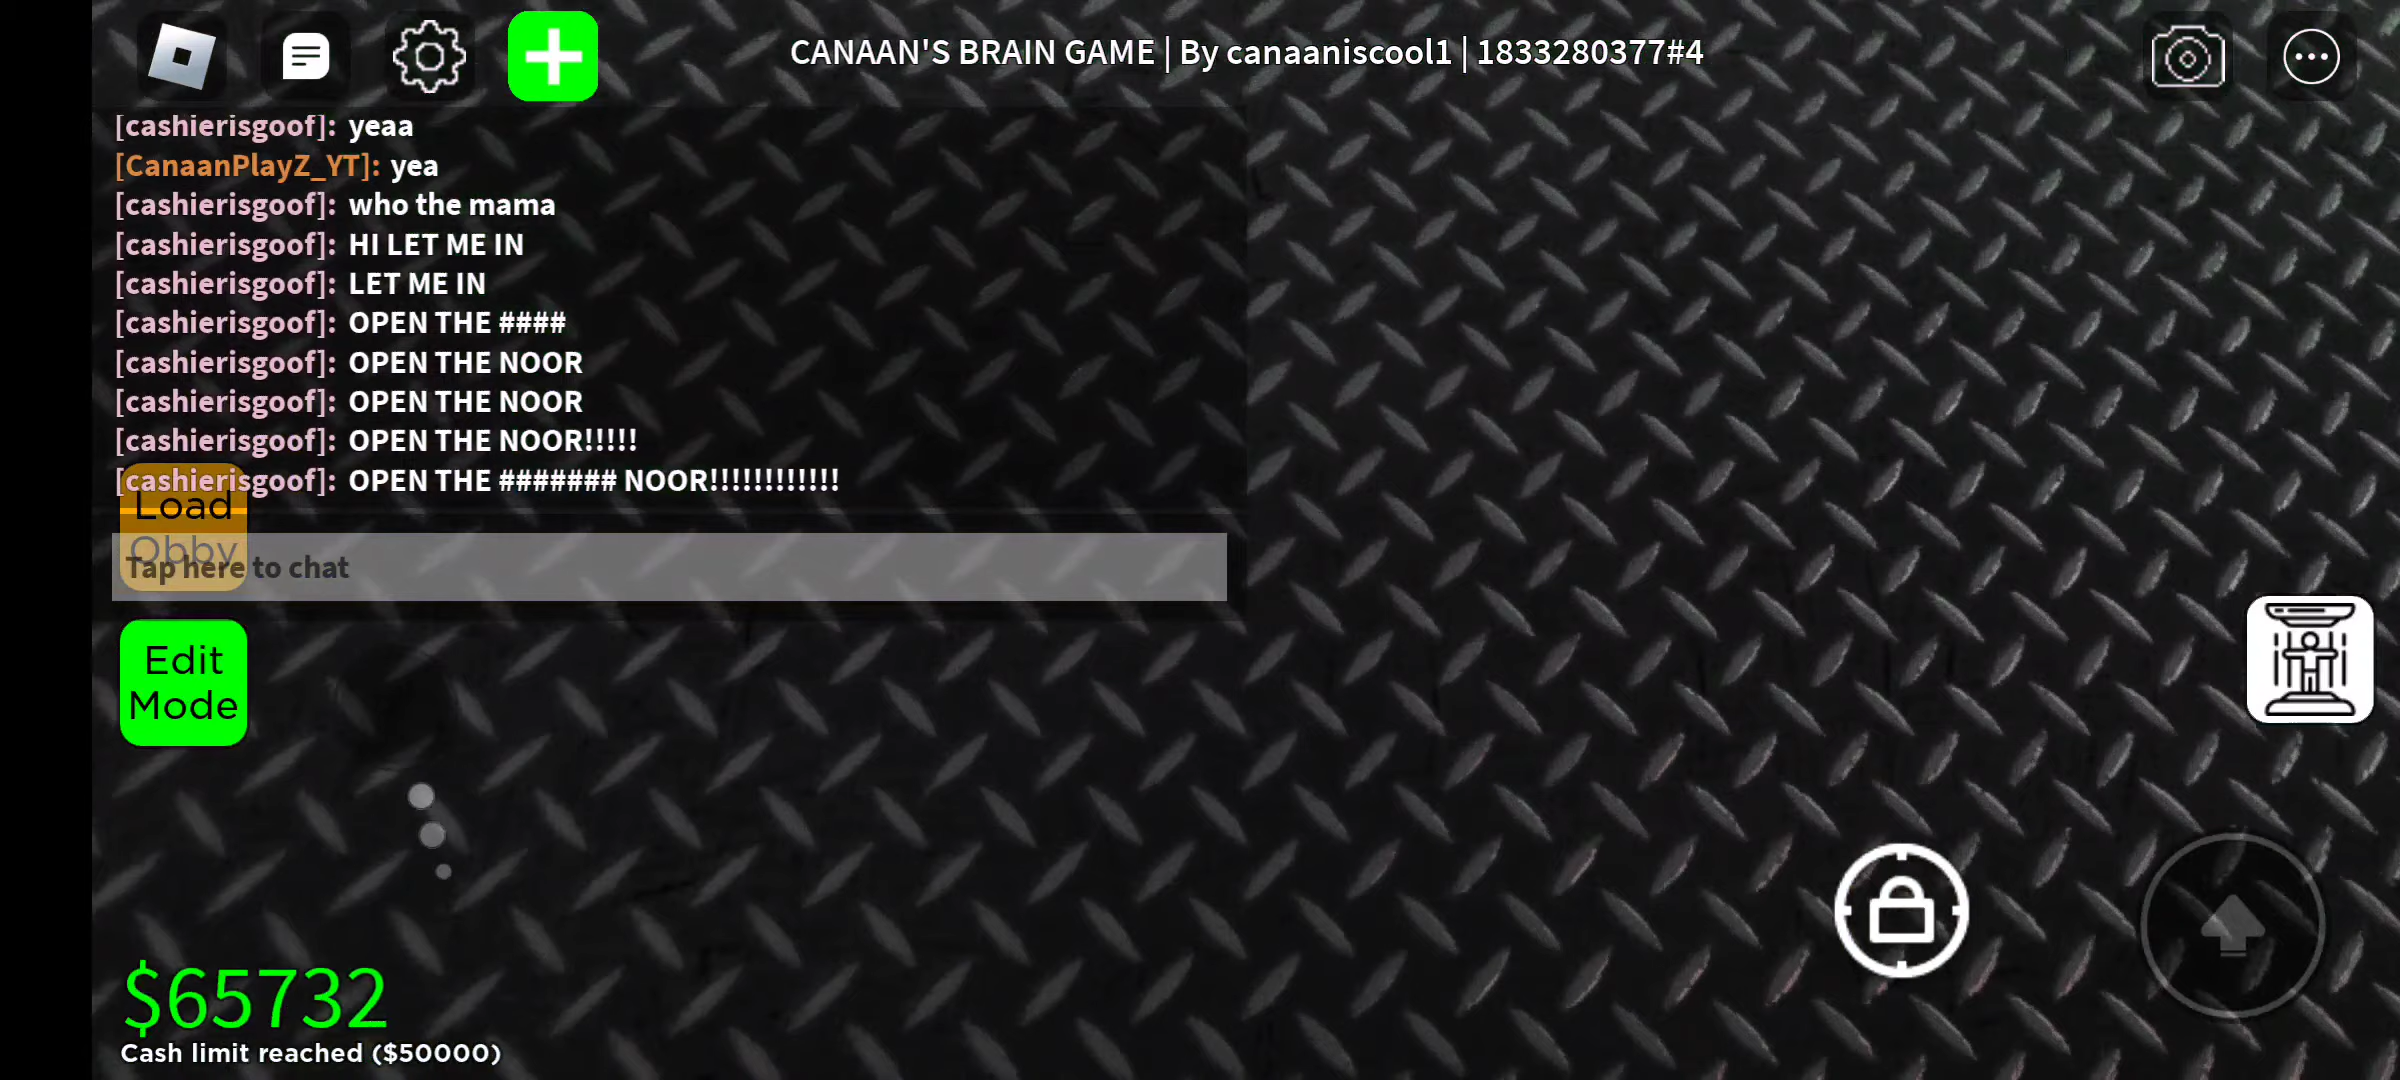 CANAAN'S BRAIN GAME | By canaaniscool1 | 1833280377#4
[cashierisgoof]: yeaa
[CanaanPlayZ_YT]: yea
[cashierisgoof]: who the mama
[cashierisgoof]: HI LET ME IN
[cashierisgoof]: LET ME IN
[cashierisgoof]: OPEN THE ####
[cashierisgoof]: OPEN THE NOOR
[cashierisgoof]: OPEN THE NOOR
[cashierisgoof]: OPEN THE NOOR!!!!!
[cashierisgoof]: OPEN THE ####### NOOR!!!!!!!!!!!!
Load
Obby
Tap here to chat
Edit
Mode
$65732
Cash limit reached ($50000)